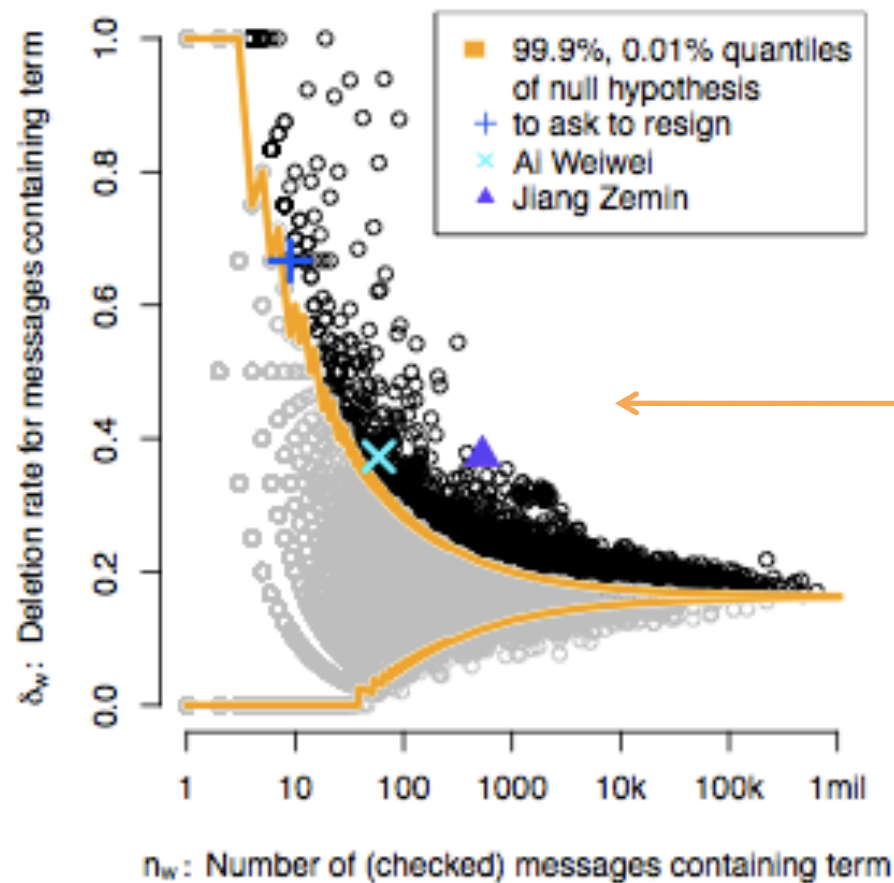 99.9%, 0.01% quantiles
of null hypothesis
to ask to resign
Ai Weiwei
Jiang Zemin
δw: Deletion rate for messages containing term
1.0
0.8
0.6
0.4
0.2
0.0
1 10 100 1000 10k 100k 1mil
nw: Number of (checked) messages containing term